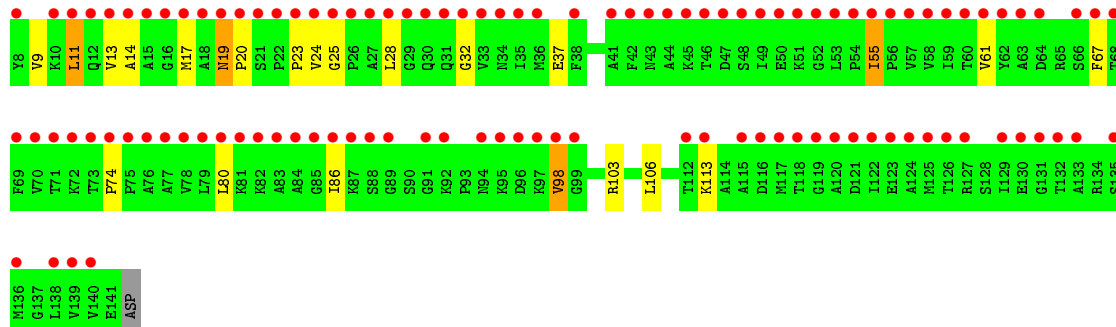 Y8 V9 K10 L11 Q12 V13 A14 A15 G16 M17 A18 N19 P20 S21 P22 P23 V24 G25 P26 A27 L28 G29 Q30 Q31 G32 V33 N34 I35 M36 E37 F38 A41 F42 N43 A44 K45 T46 D47 S48 I49 E50 K51 G52 L53 P54 I55 P56 V57 V58 I59 T60 V61 Y62 A63 D64 R65 S66 F67 T68
F69 V70 T71 K72 T73 P74 P75 A76 A77 V78 L79 L80 K81 K82 A83 A84 G85 I86 K87 S88 G89 S90 G91 K92 P93 N94 K95 D96 K97 V98 G99 R103 L106 T112 K113 A114 A115 D116 M117 T118 G119 A120 D121 I122 E123 A124 M125 T126 R127 S128 I129 E130 G131 T132 A133 R134 S135
M136 G137 L138 V139 V140 E141 ASP